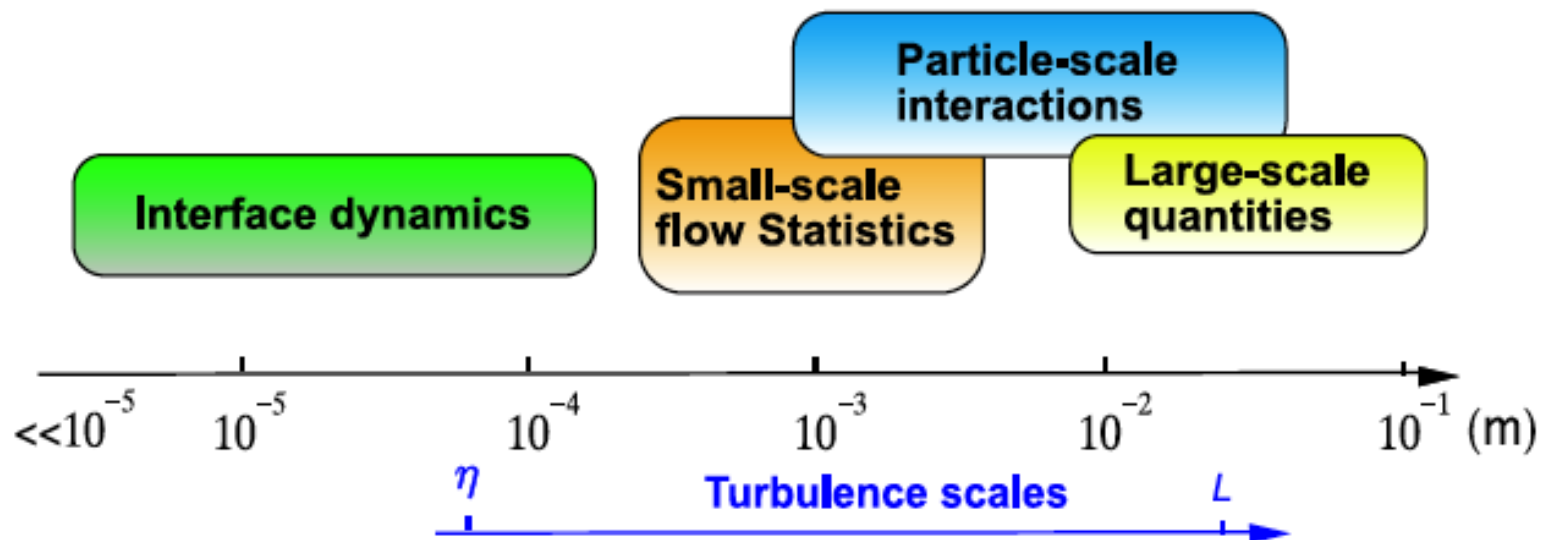 Particle-scale
interactions
Interface dynamics
Small-scale
flow Statistics
Large-scale
quantities
<<10⁻⁵ 10⁻⁵ 10⁻⁴ 10⁻³ 10⁻² 10⁻¹ (m)
η Turbulence scales L